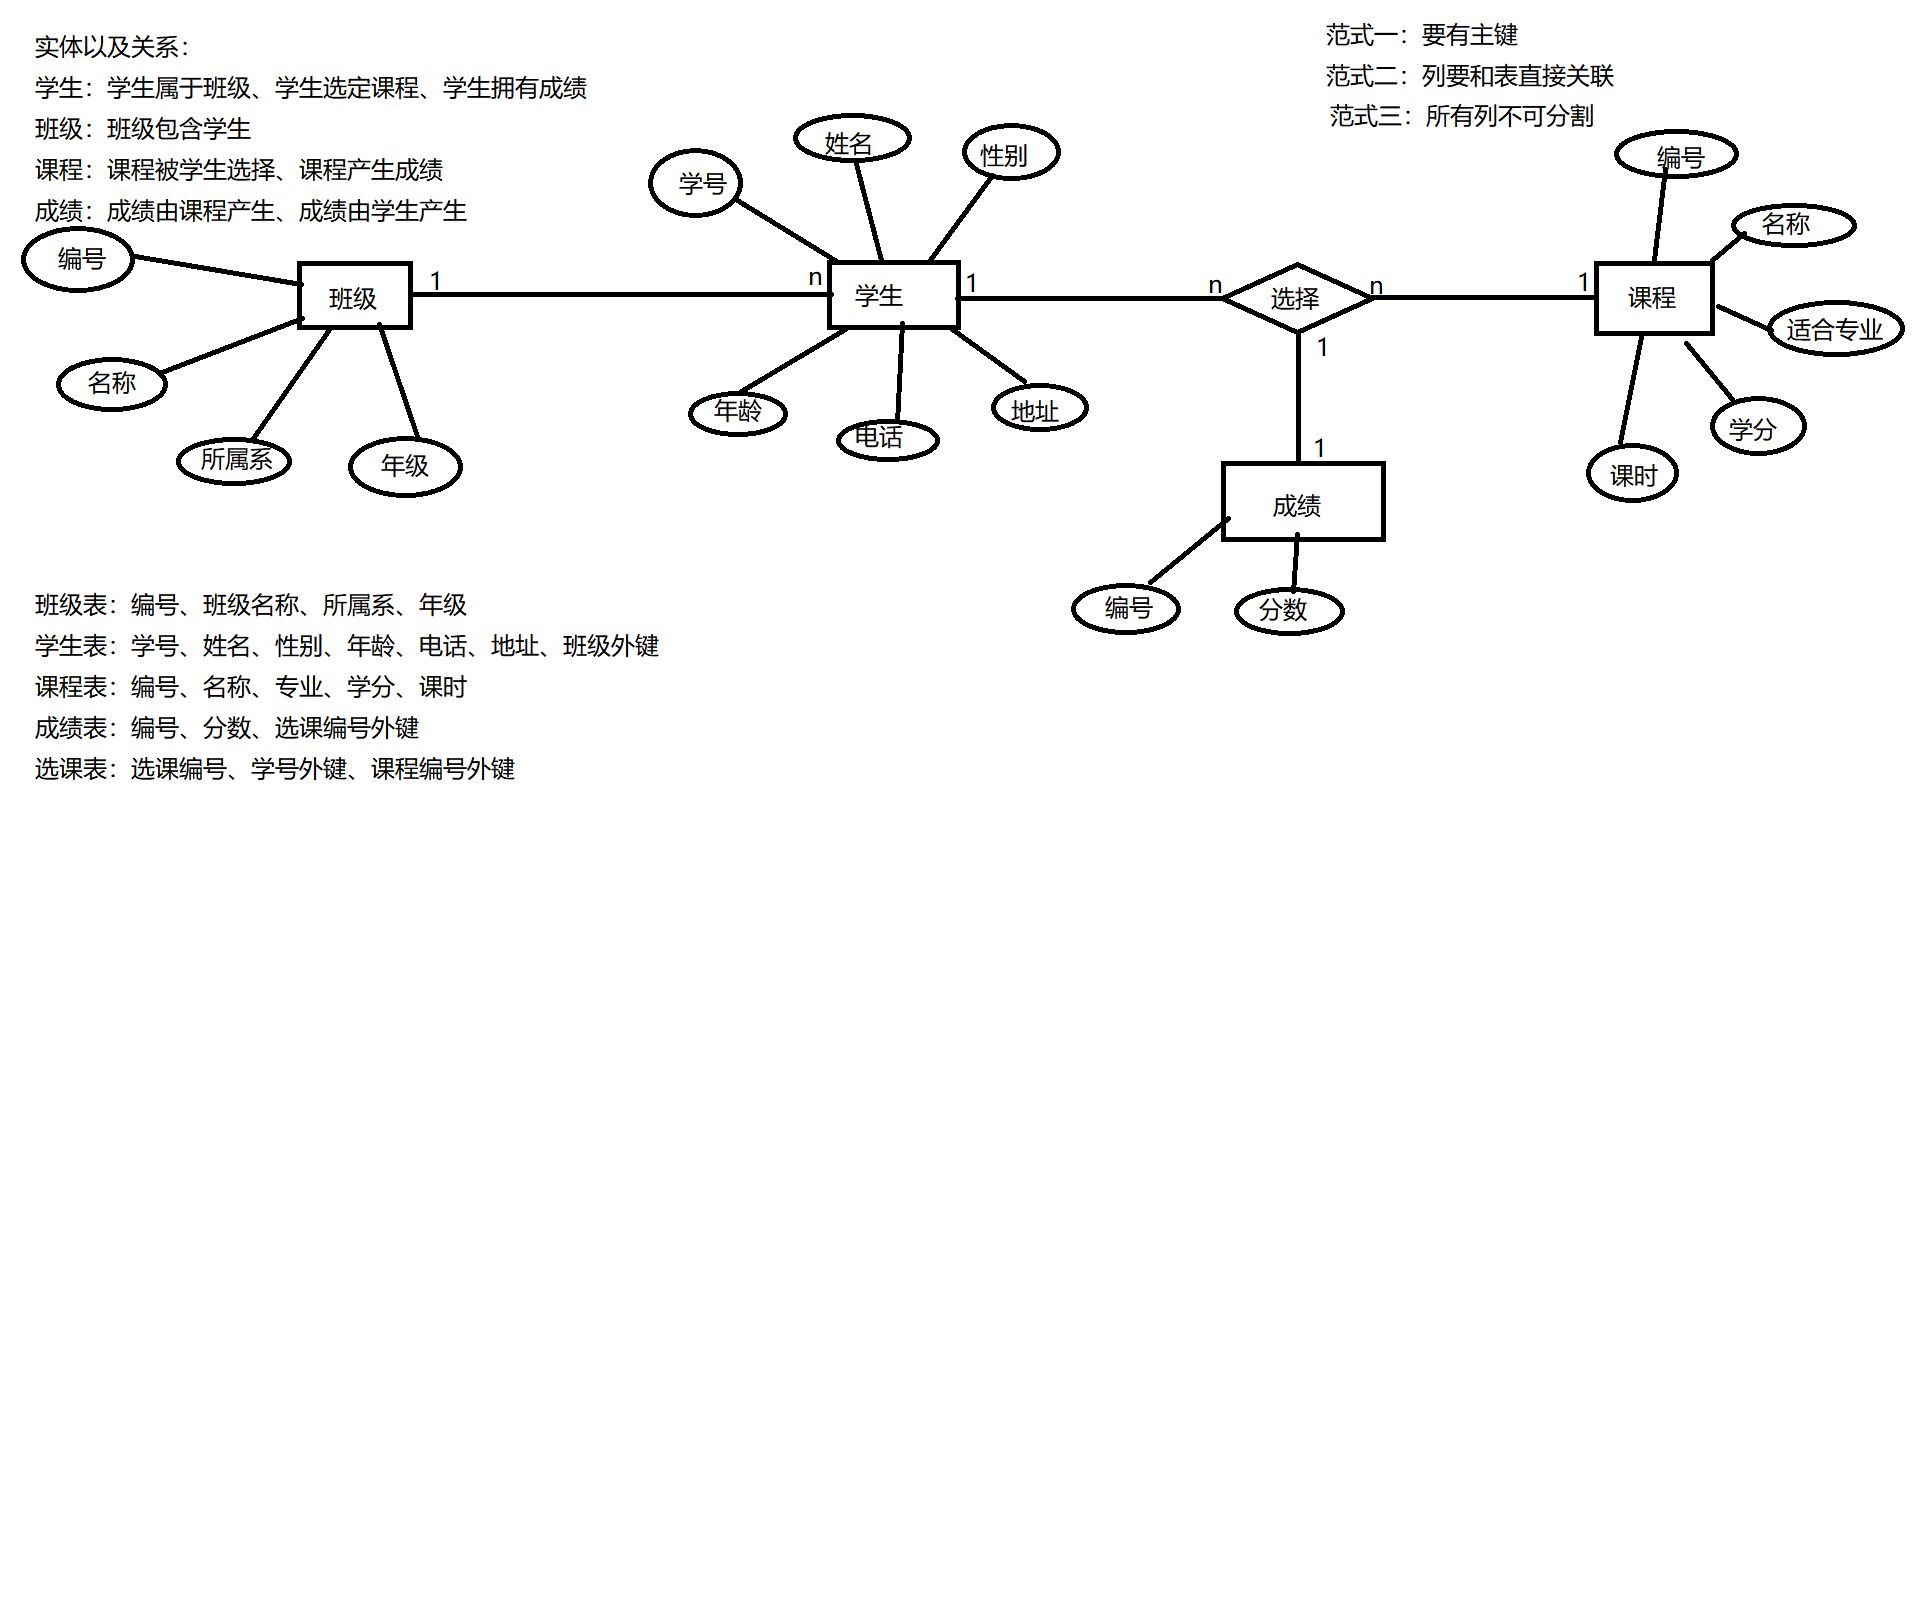 实体以及关系：
学生：学生属于班级、学生选定课程、学生拥有成绩
班级：班级包含学生
课程：课程被学生选择、课程产生成绩
成绩：成绩由课程产生、成绩由学生产生
范式一：要有主键
范式二：列要和表直接关联
范式三：所有列不可分割
编号
名称
所属系
年级
班级
1
n
学号
姓名
性别
学生
年龄
电话
地址
1
n
选择
n
1
1
1
成绩
编号
分数
课程
编号
名称
适合专业
学分
课时
班级表：编号、班级名称、所属系、年级
学生表：学号、姓名、性别、年龄、电话、地址、班级外键
课程表：编号、名称、专业、学分、课时
成绩表：编号、分数、选课编号外键
选课表：选课编号、学号外键、课程编号外键